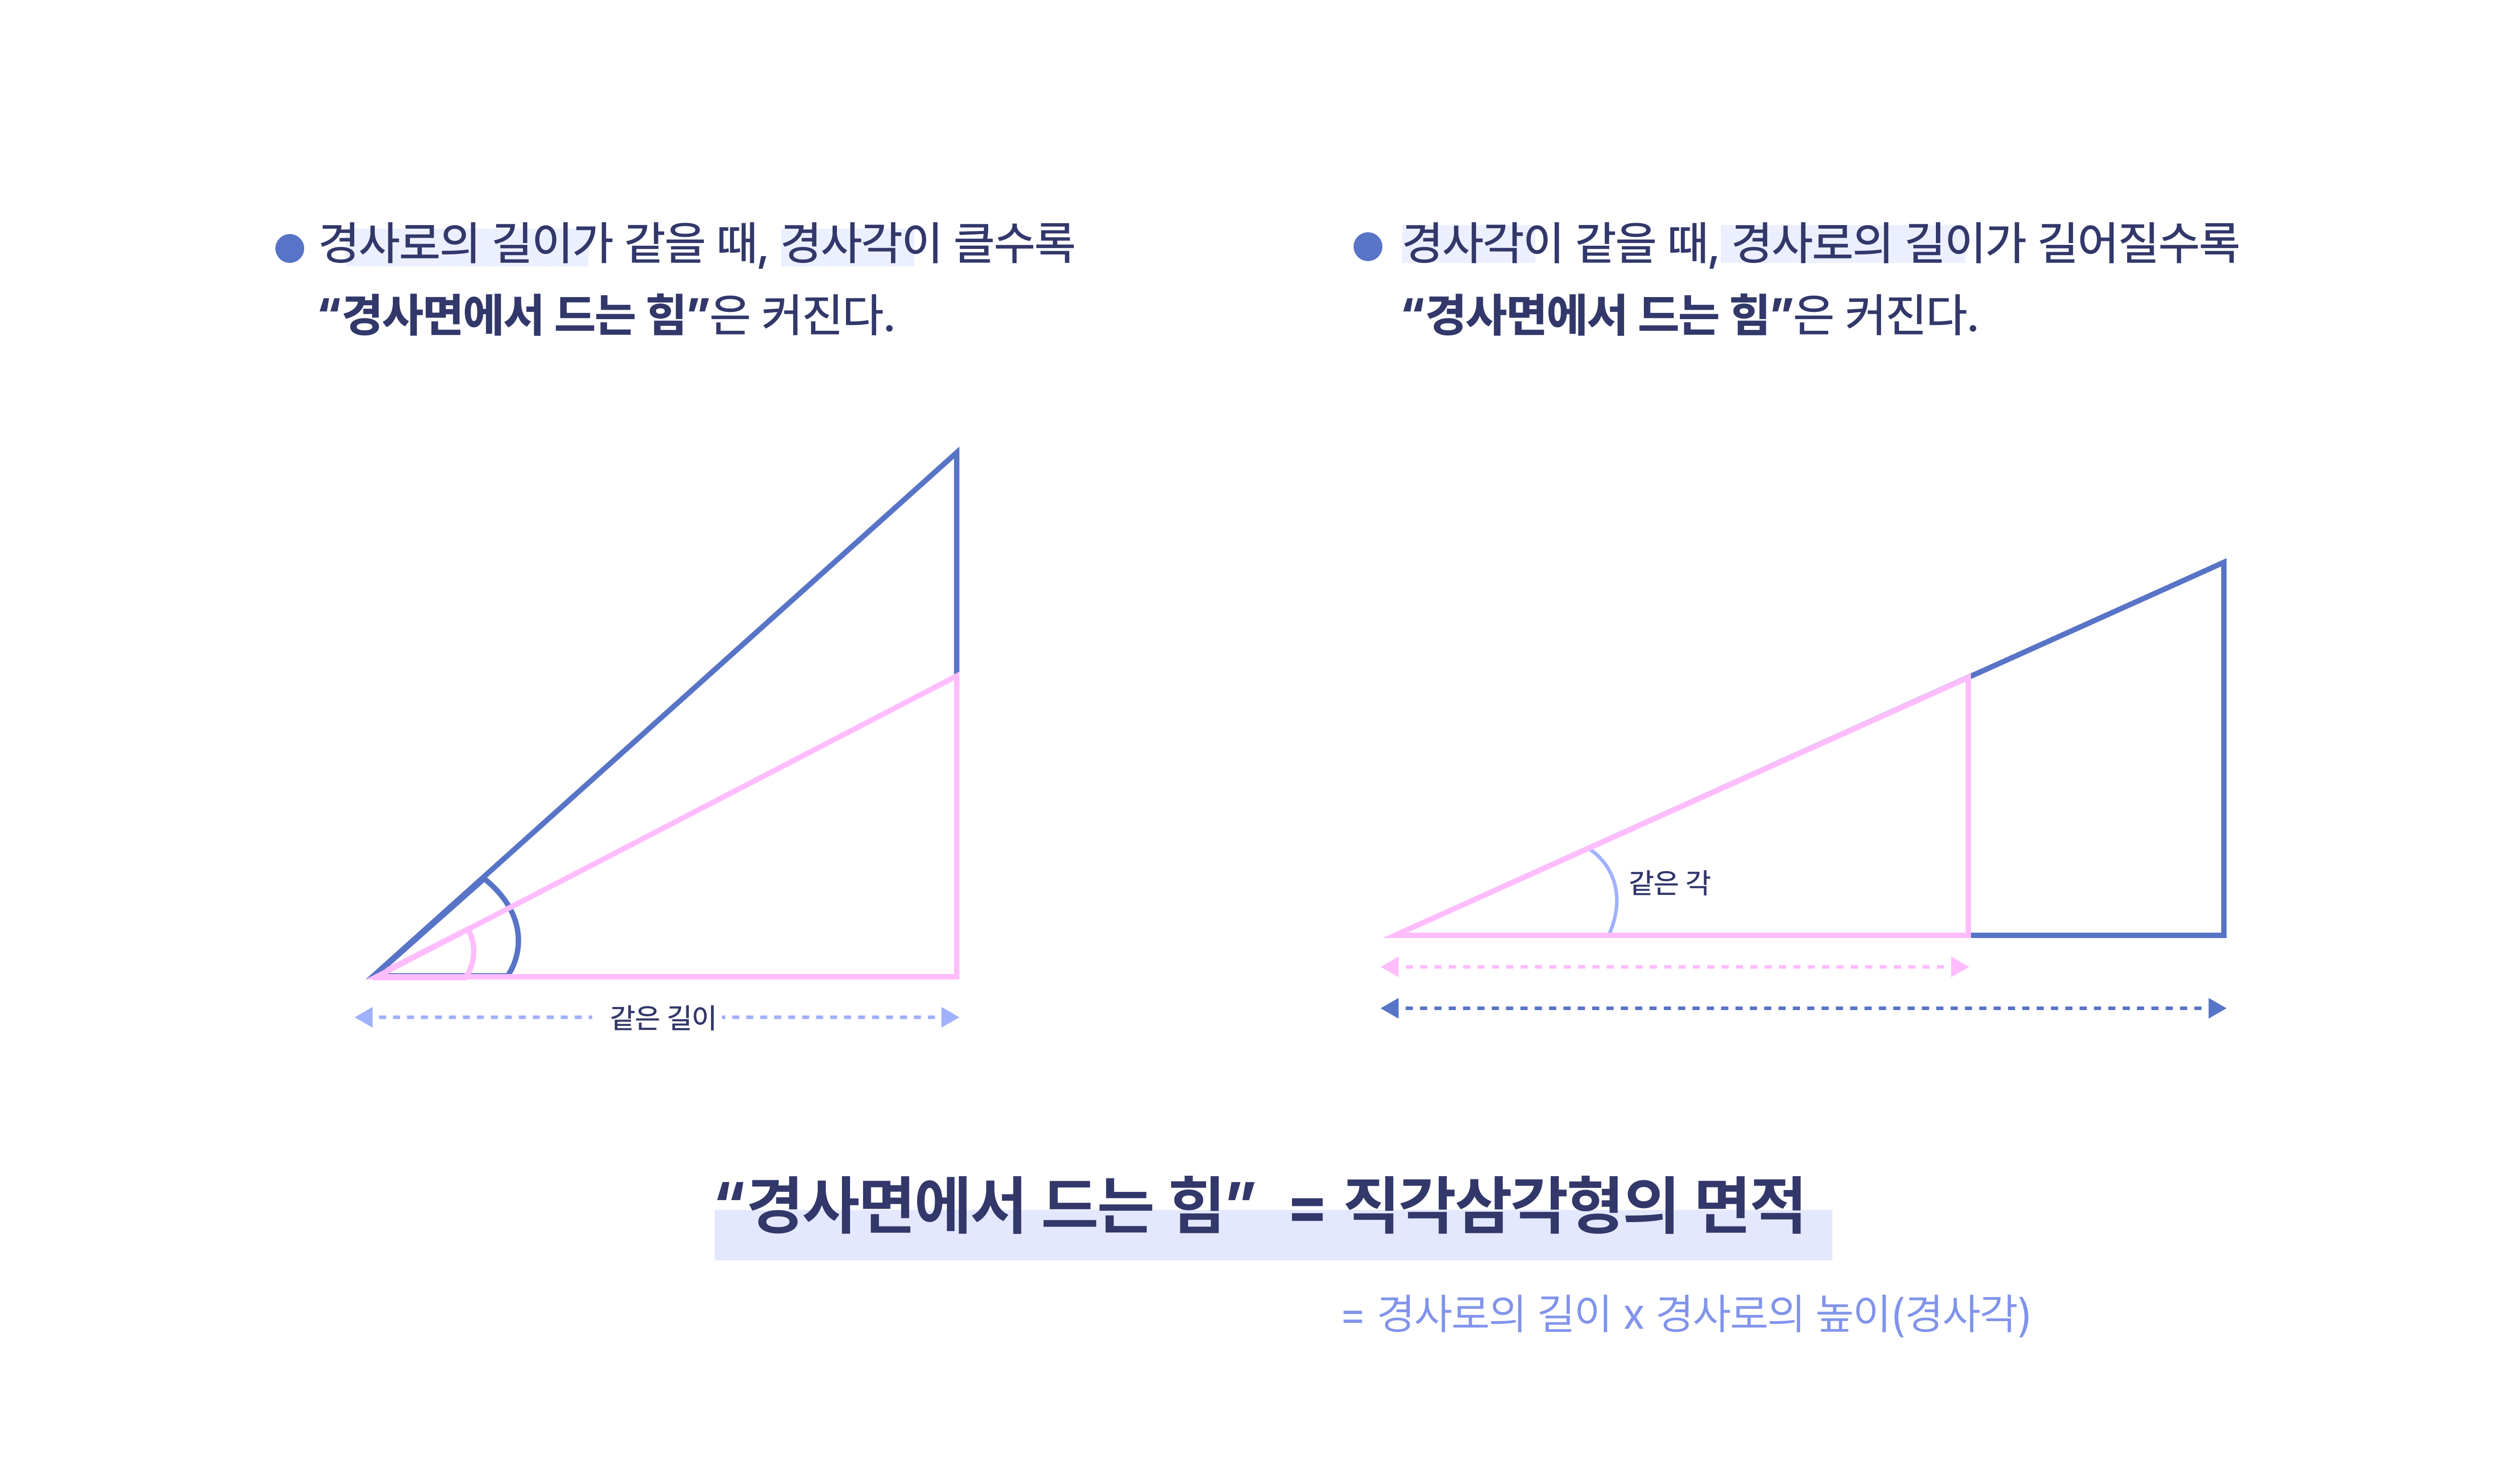 경사로의 길이가 같을 때, 경사각이 클수록
“경사면에서 드는 힘”은 커진다.
경사각이 같을 때, 경사로의 길이가 길어질수록
“경사면에서 드는 힘”은 커진다.
같은 각
같은 길이
“경사면에서 드는 힘” = 직각삼각형의 면적
= 경사로의 길이 x 경사로의 높이(경사각)